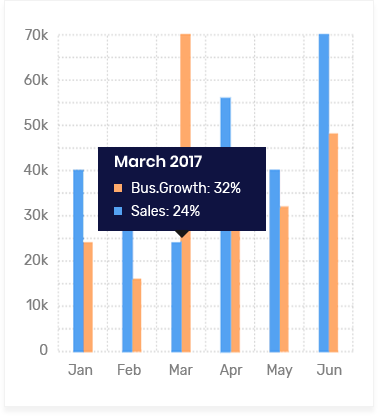 70k
60k
50k
40k
30k
20k
10k
0
March 2017
Bus.Growth: 32%
Sales: 24%
Jan Feb Mar Apr May Jun